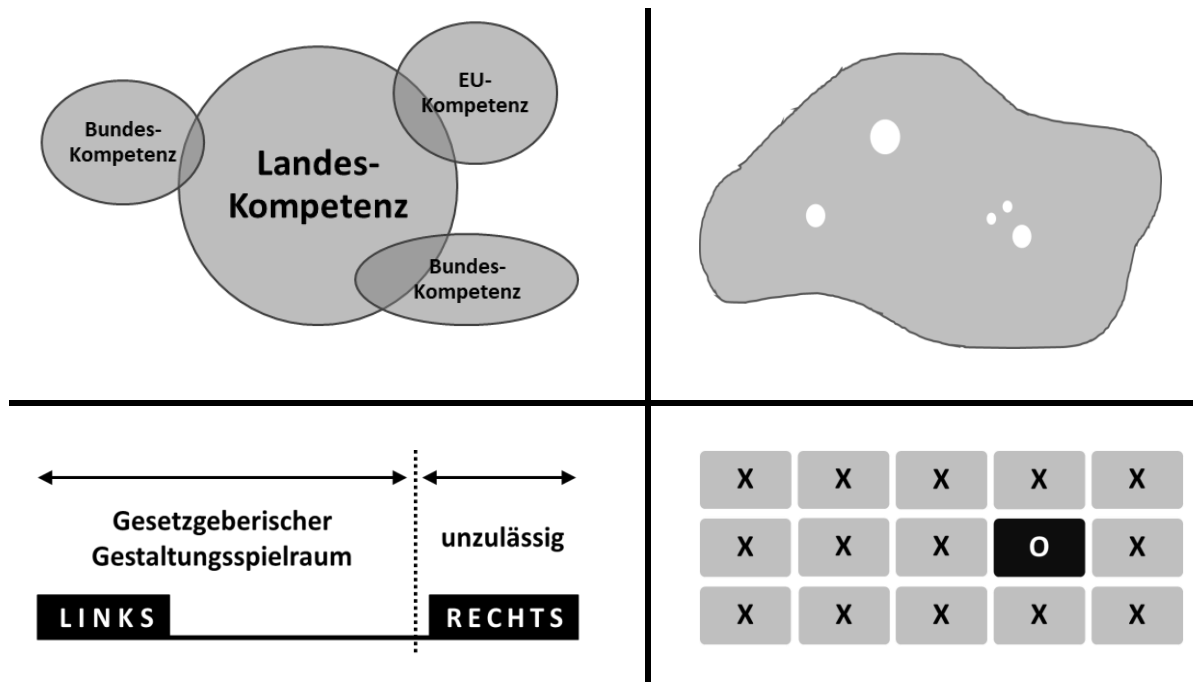 Bundes-
Kompetenz
EU-
Kompetenz
Landes-
Kompetenz
Bundes-
Kompetenz
Gesetzgeberischer
Gestaltungsspielraum
unzulässig
LINKS
RECHTS
X X X X X
X X X O X
X X X X X